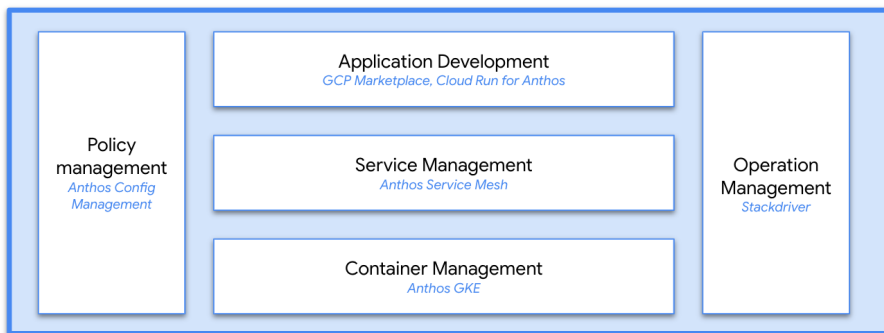 Policy
management
Anthos Config
Management
Application Development
GCP Marketplace, Cloud Run for Anthos
Service Management
Anthos Service Mesh
Container Management
Anthos GKE
Operation
Management
Stackdriver